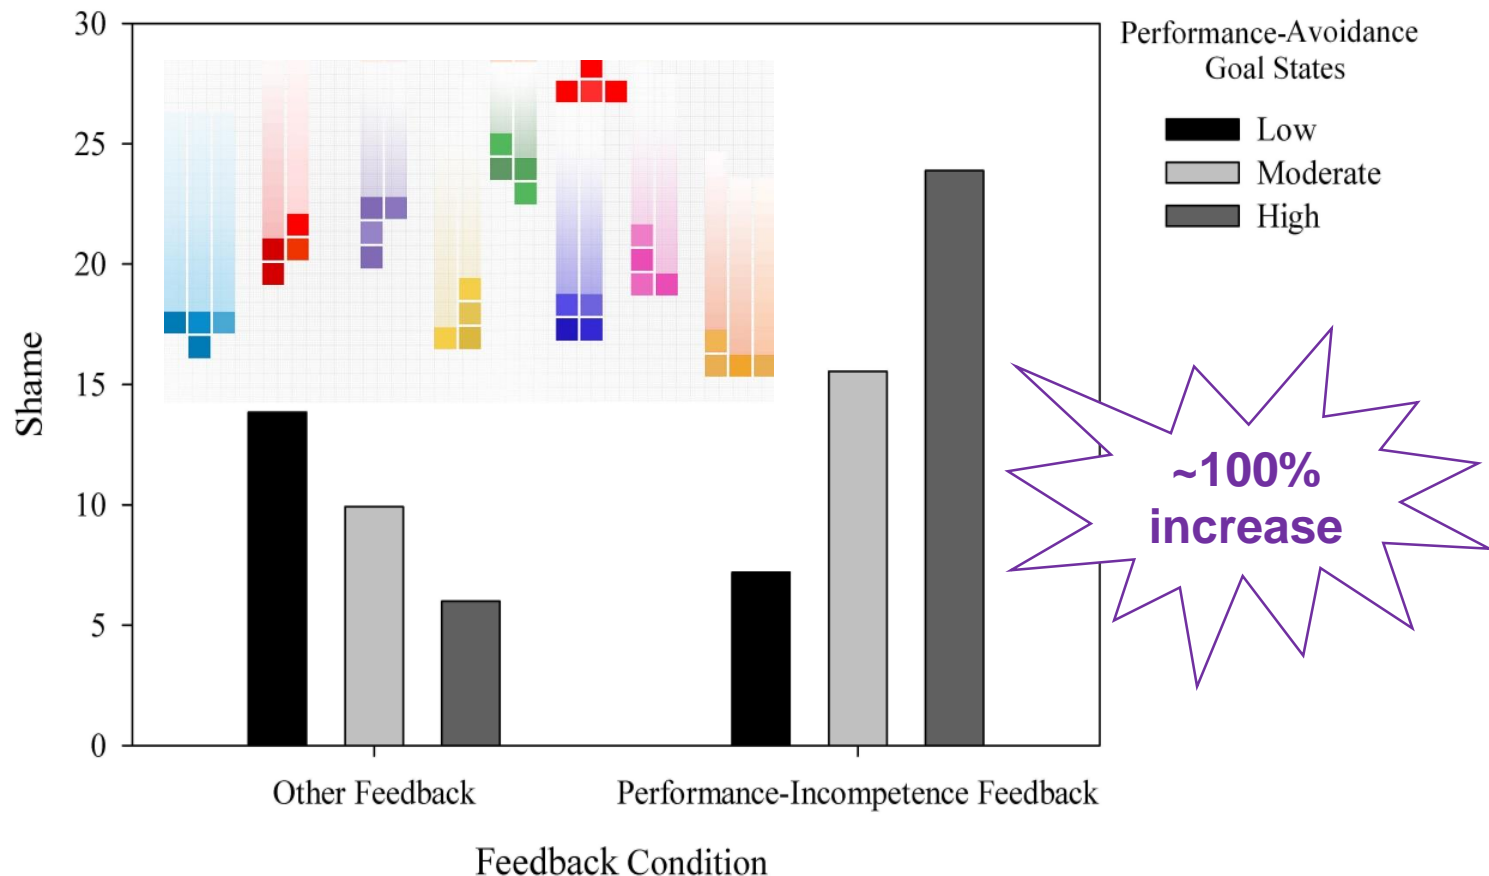 30
25
20
15
10
5
0
Shame
Other Feedback
Performance-Incompetence Feedback
Feedback Condition
Performance-Avoidance
Goal States
Low
Moderate
High
~100%
increase